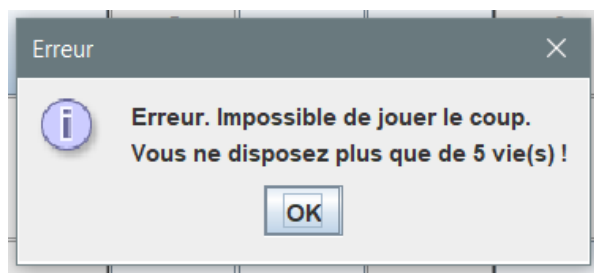 Erreur
Erreur. Impossible de jouer le coup.
Vous ne disposez plus que de 5 vie(s) !
OK